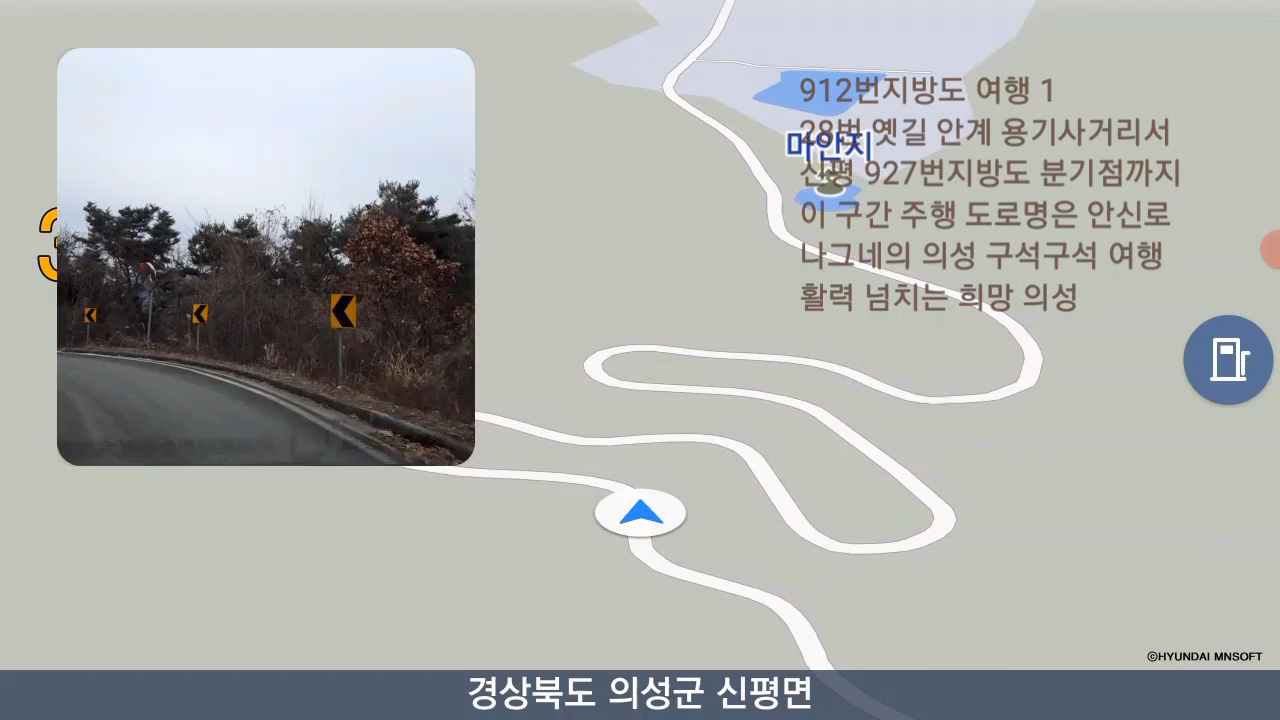 912번지방도 여행 1
28번 옛길 안계 용기사거리서
신평 927번지방도 분기점까지
이 구간 주행 도로명은 안신로
나그네의 의성 구석구석 여행
활력 넘치는 희망 의성
마안지
3
©HYUNDAI MNSOFT
경상북도 의성군 신평면